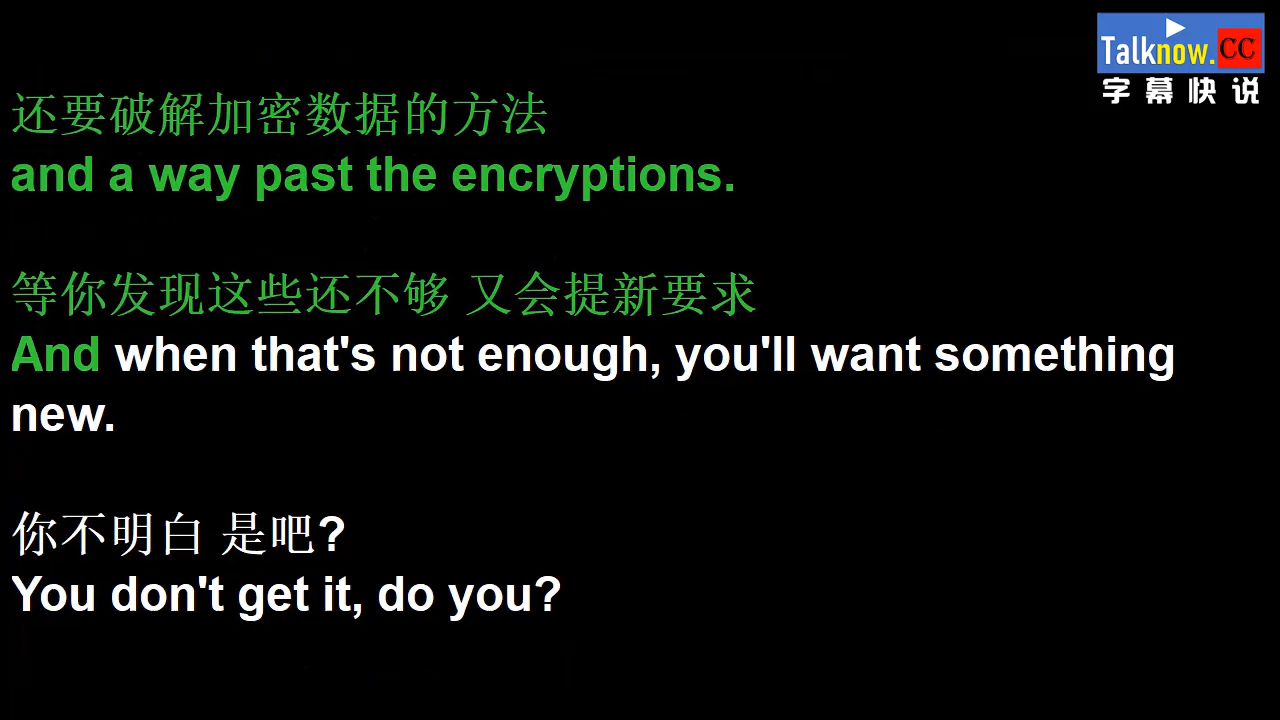 Talknow.CC
字幕快说
还要破解加密数据的方法
and a way past the encryptions.
等你发现这些还不够 又会提新要求
And when that's not enough, you'll want something
new.
你不明白 是吧?
You don't get it, do you?